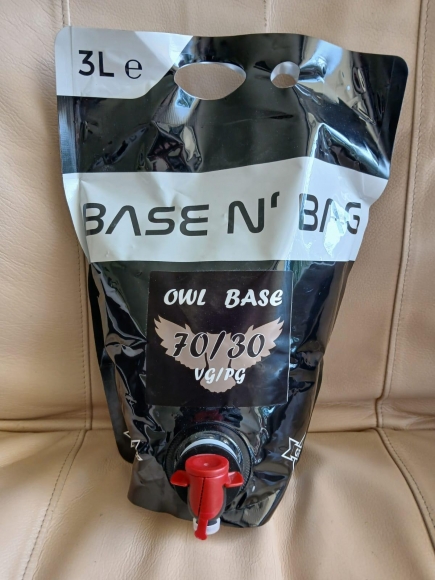 3L e
BASE N' BAG
OWL BASE
70/30
VG/PG